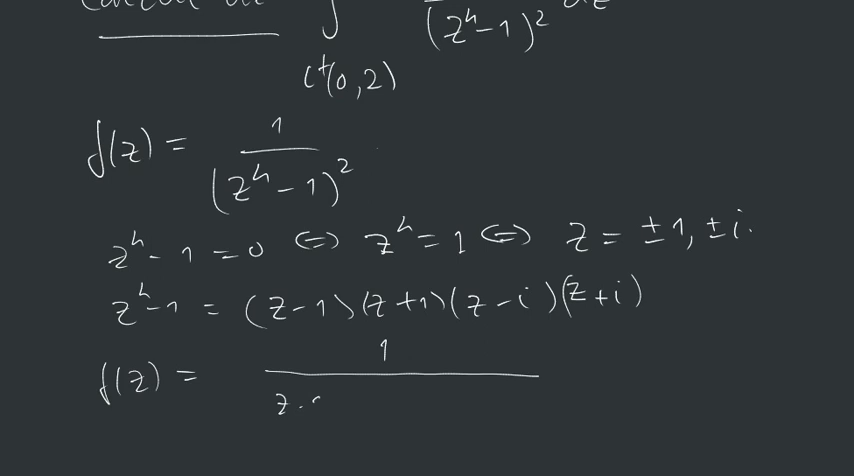 ∫ (z⁴-1)² dz
C⁺(0,2)
f(z) = 1/(z⁴-1)²
z⁴-1=0 ⇔ z⁴=1 ⇔ z=±1, ±i.
z⁴-1 = (z-1)(z+1)(z-i)(z+i)
f(z) = 1/z-